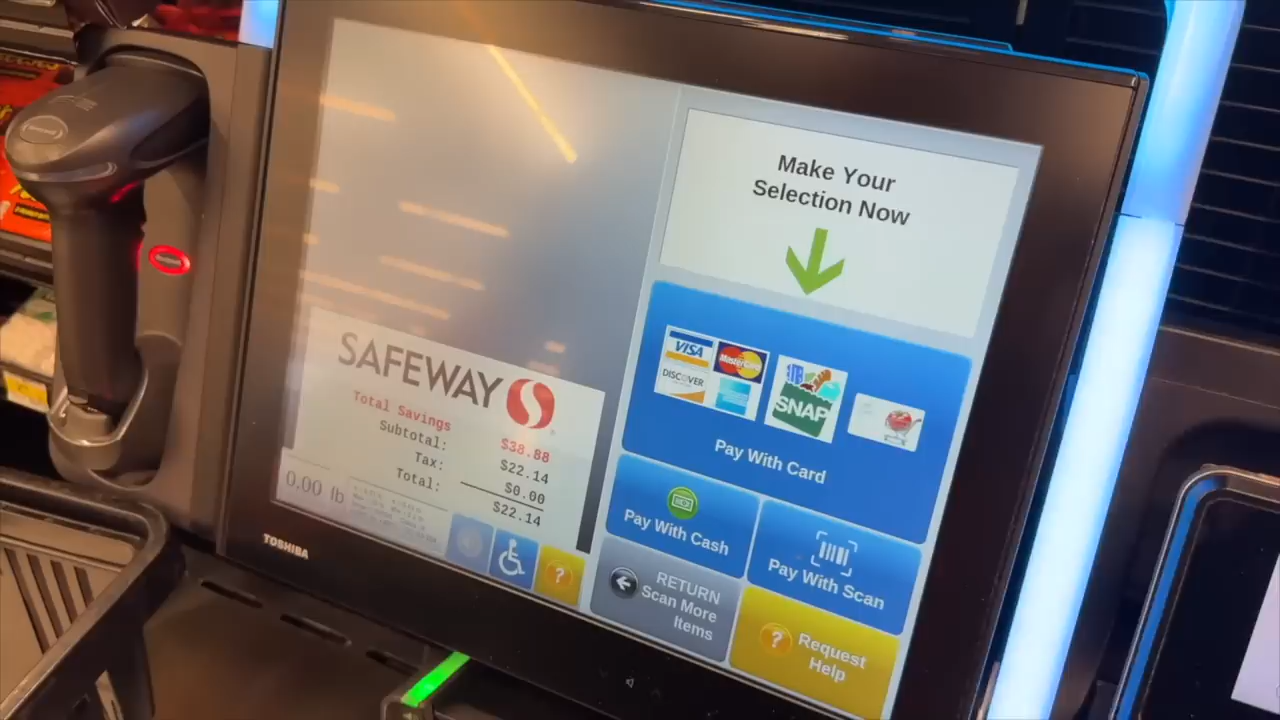 Make Your
Selection Now
VISA
MasterCard
DISCOVER
SNAP
Pay With Card
Pay With Cash
Pay With Scan
RETURN
Scan More
Items
?
Request
Help
SAFEWAY
Total Savings $38.88
Subtotal: $22.14
Tax: $0.00
Total: $22.14
0.00 lb
?
TOSHIBA
Honeywell